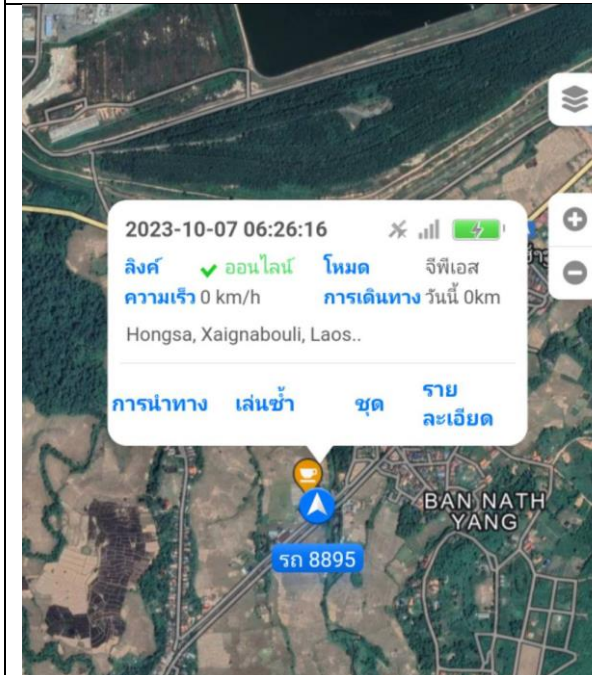 2023-10-07 06:26:16
ลิงค์ ออนไลน์ โหมด จีพีเอส
ความเร็ว 0 km/h การเดินทาง วันนี้ 0km
Hongsa, Xaignabouli, Laos..
การนำทาง เล่นซ้ำ ชุด ราย
ละเอียด
BAN NATH
YANG
รถ 8895